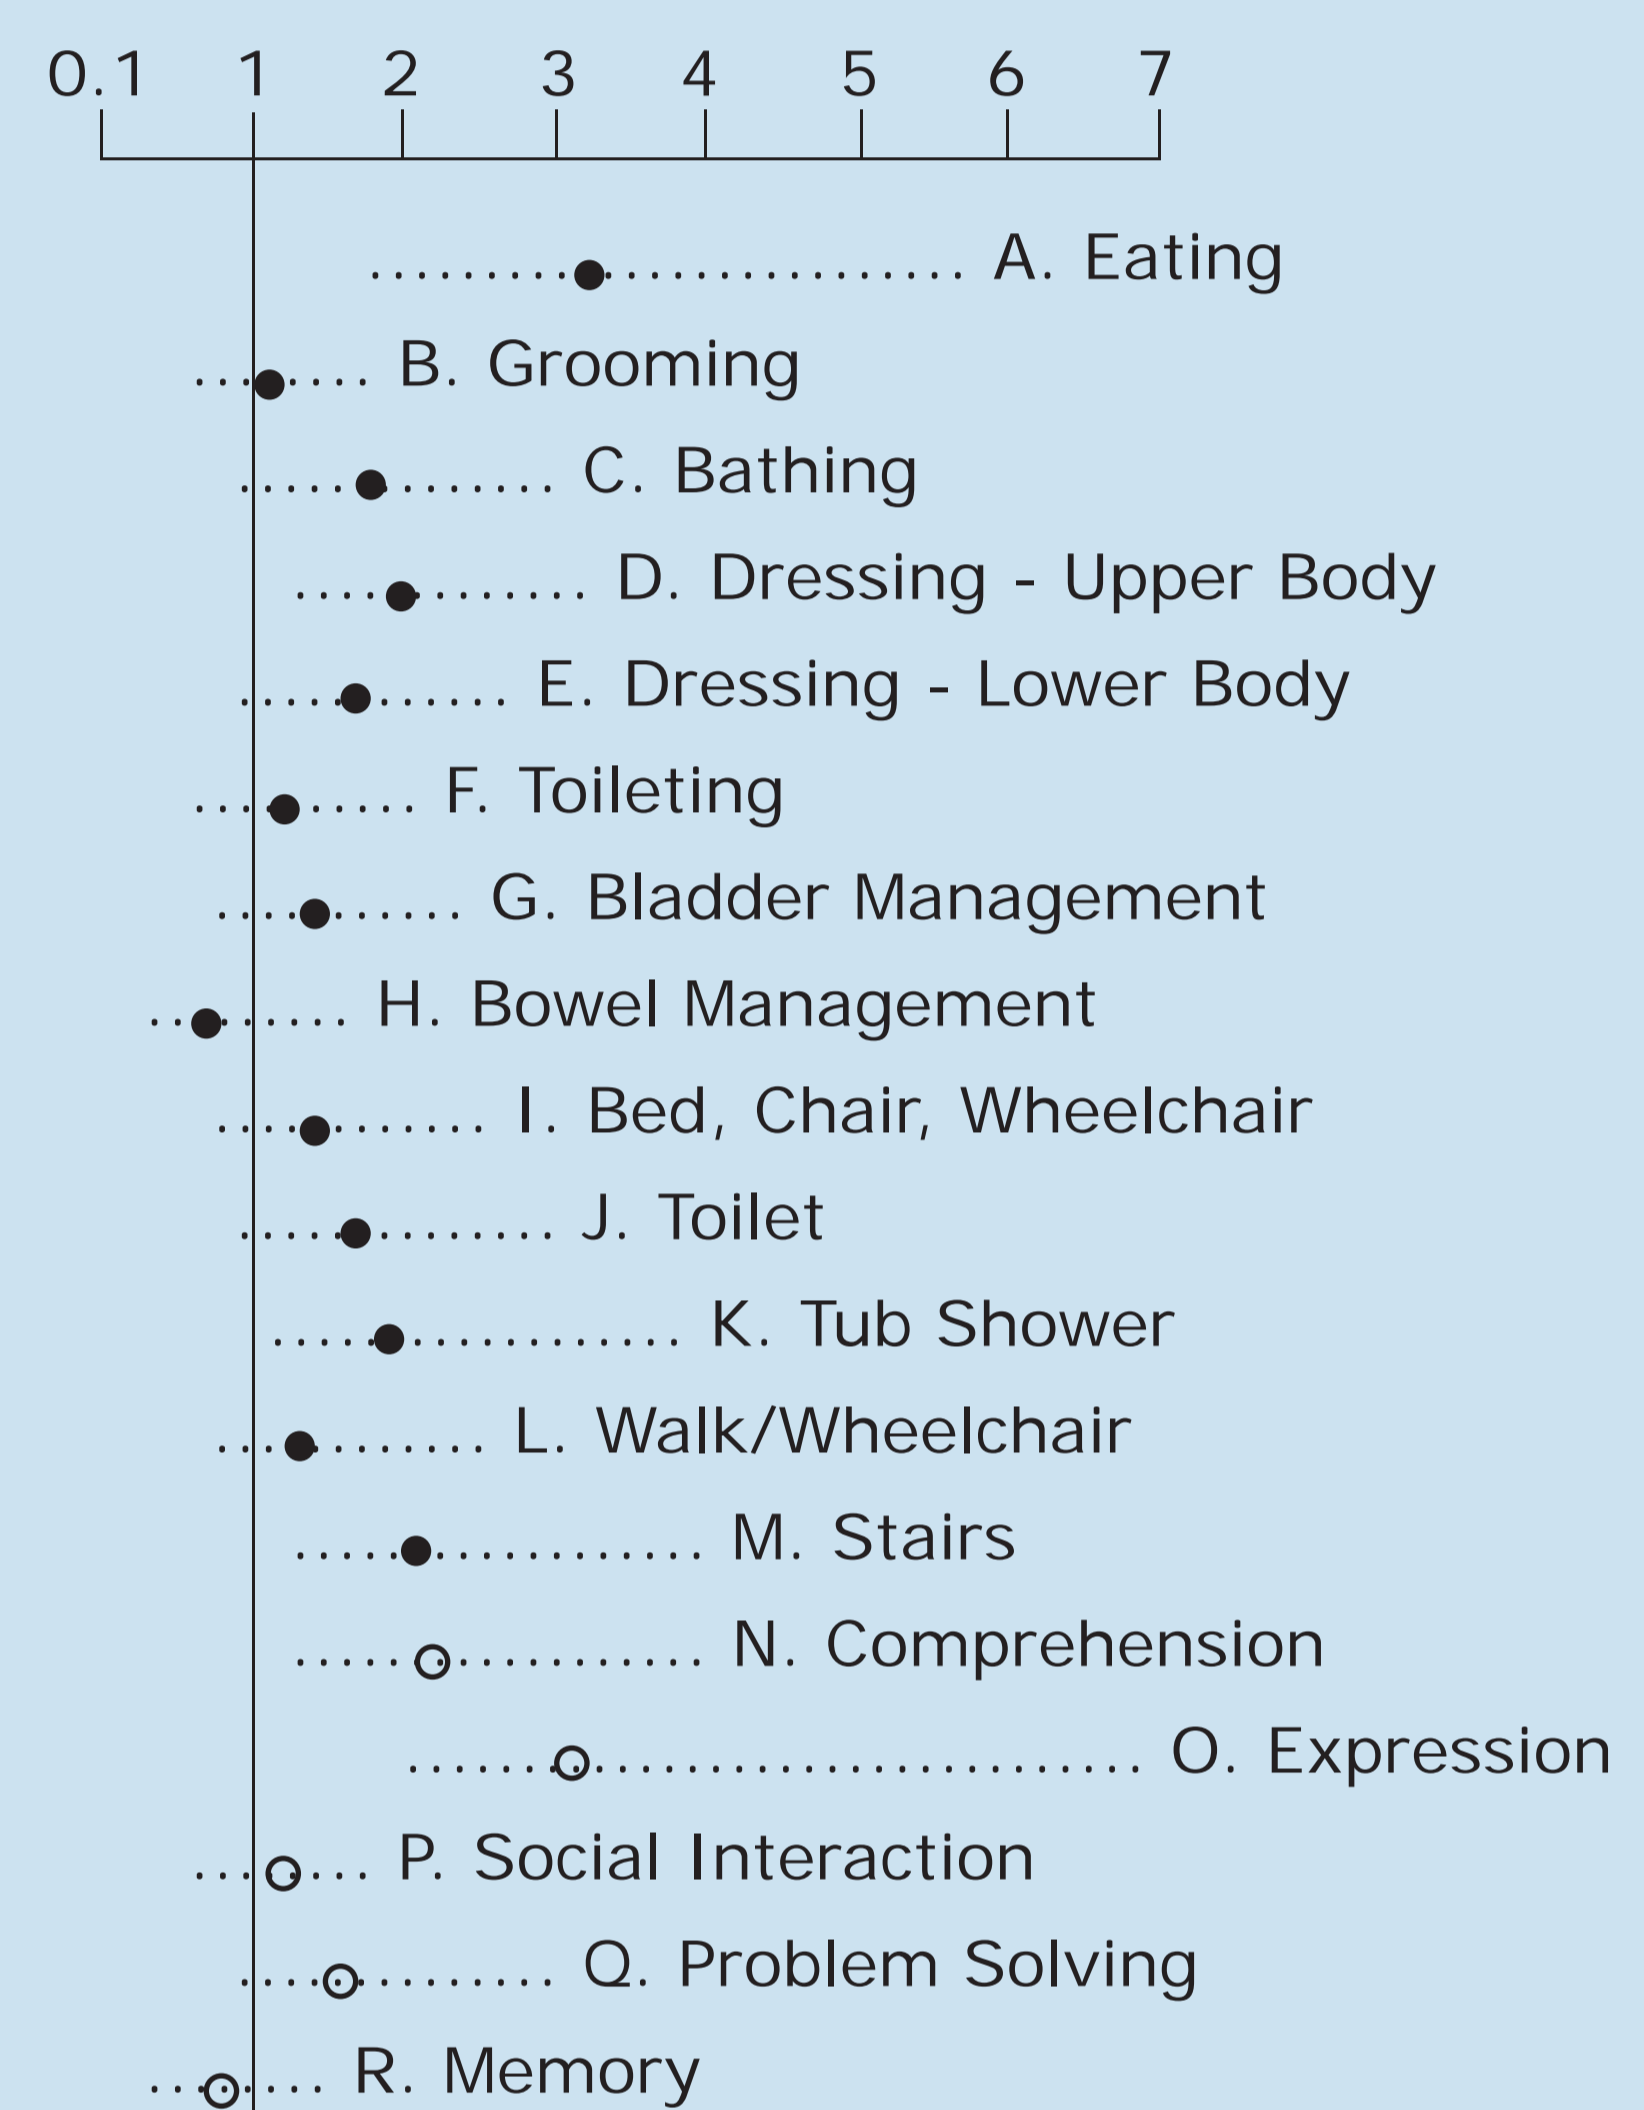 0.1 1 2 3 4 5 6 7
A. Eating
B. Grooming
C. Bathing
D. Dressing - Upper Body
E. Dressing - Lower Body
F. Toileting
G. Bladder Management
H. Bowel Management
I. Bed, Chair, Wheelchair
J. Toilet
K. Tub Shower
L. Walk/Wheelchair
M. Stairs
N. Comprehension
O. Expression
P. Social Interaction
Q. Problem Solving
R. Memory